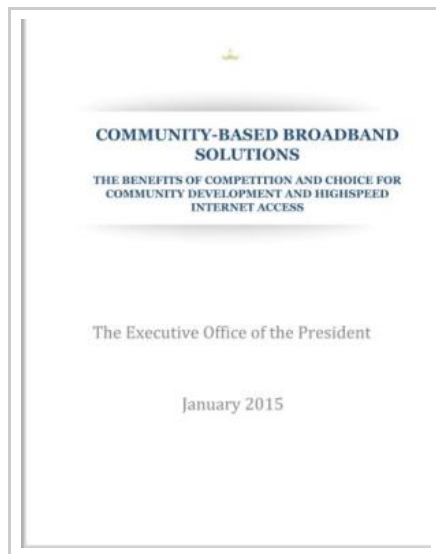 COMMUNITY-BASED BROADBAND
SOLUTIONS
THE BENEFITS OF COMPETITION AND CHOICE FOR
COMMUNITY DEVELOPMENT AND HIGHSPEED
INTERNET ACCESS
The Executive Office of the President
January 2015